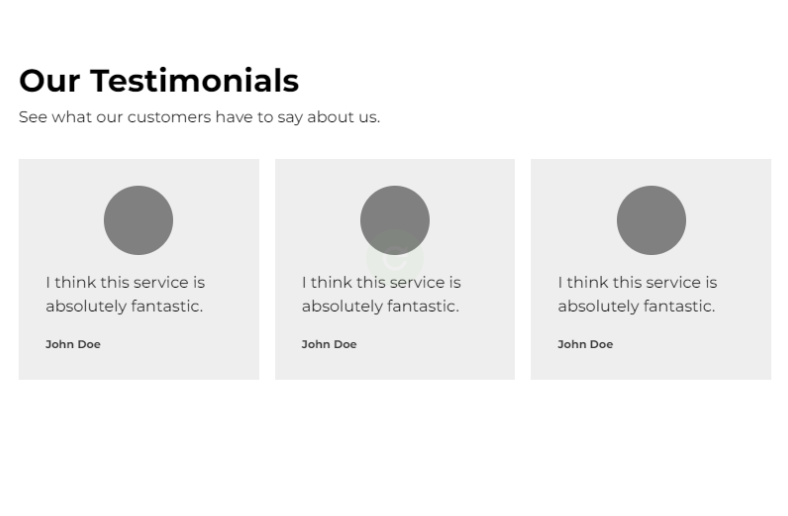 Our Testimonials
See what our customers have to say about us.
I think this service is
absolutely fantastic.
John Doe
I think this service is
absolutely fantastic.
John Doe
I think this service is
absolutely fantastic.
John Doe